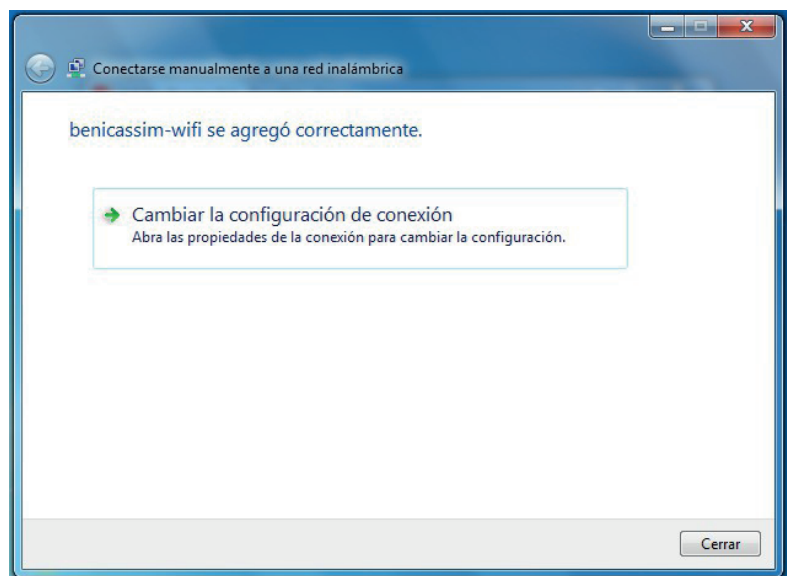 Conectarse manualmente a una red inalámbrica
benicassim-wifi se agregó correctamente.
Cambiar la configuración de conexión
Abra las propiedades de la conexión para cambiar la configuración.
Cerrar